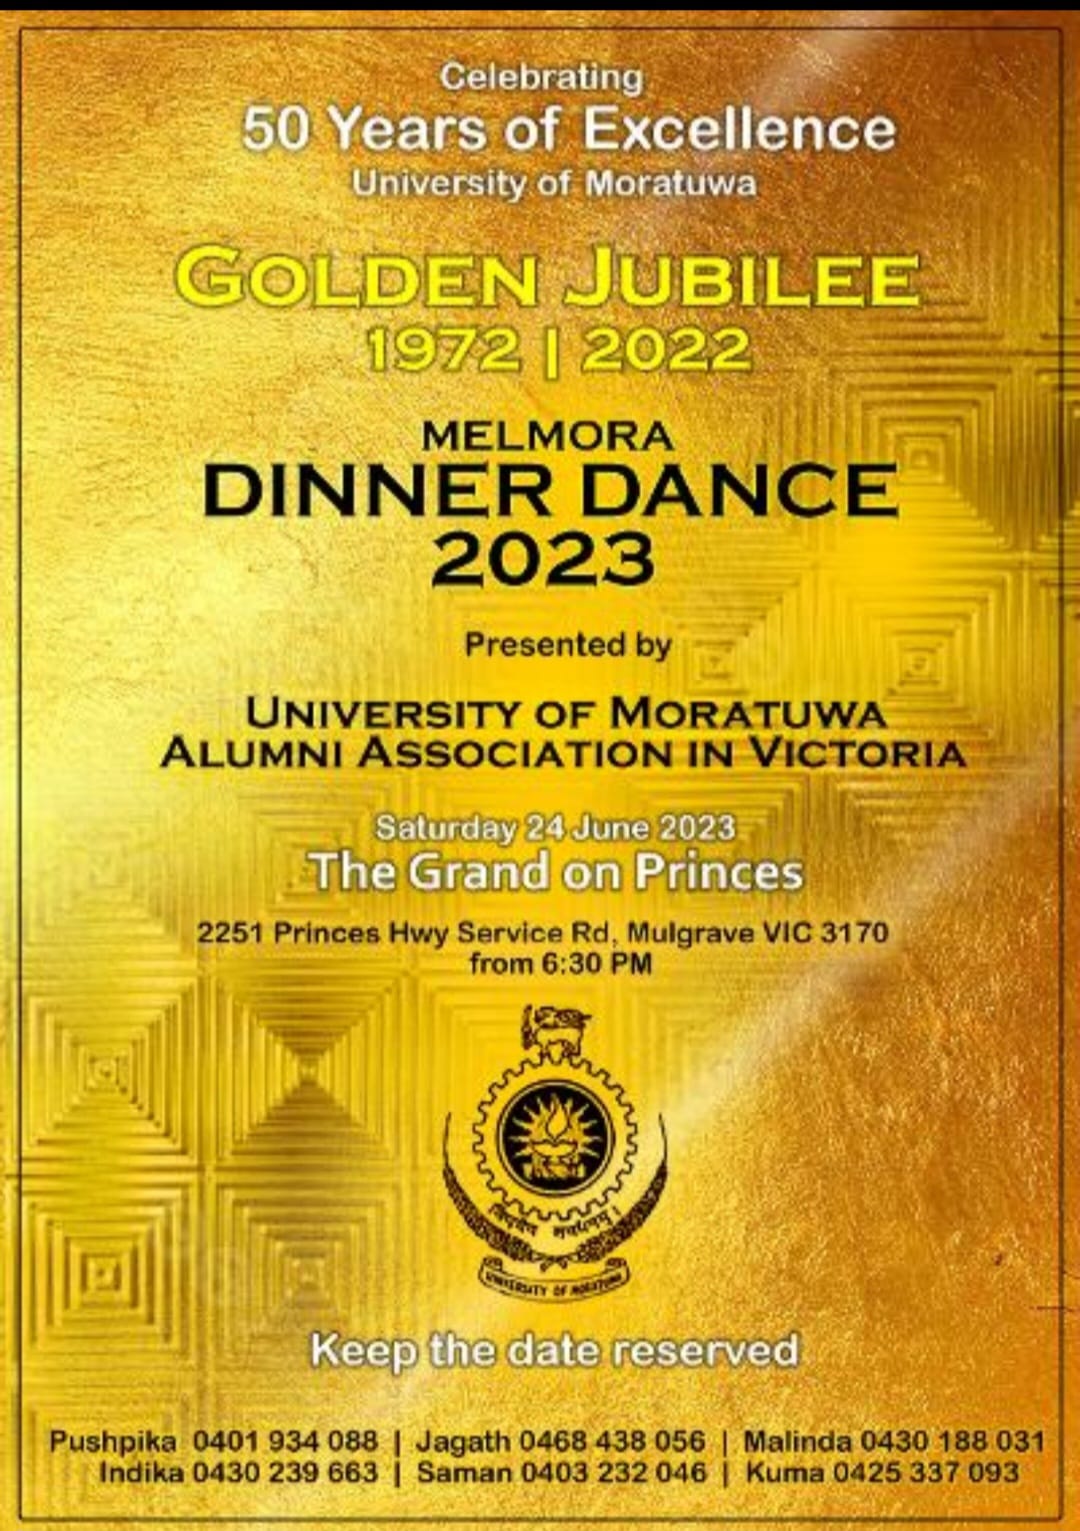 Celebrating
50 Years of Excellence
University of Moratuwa
GOLDEN JUBILEE
1972 | 2022
MELMORA
DINNER DANCE
2023
Presented by
UNIVERSITY OF MORATUWA
ALUMNI ASSOCIATION IN VICTORIA
Saturday 24 June 2023
The Grand on Princes
2251 Princes Hwy Service Rd, Mulgrave VIC 3170
from 6:30 PM
UNIVERSITY OF MORATUWA
Keep the date reserved
Pushpika 0401 934 088 | Jagath 0468 438 056 | Malinda 0430 188 031
Indika 0430 239 663 | Saman 0403 232 046 | Kuma 0425 337 093